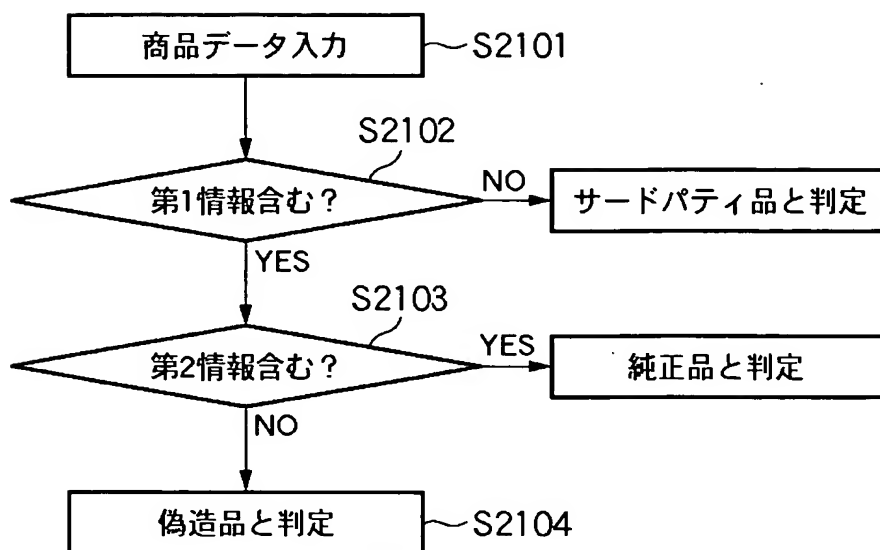 商品データ入力
S2101
S2102
第1情報含む？
NO
サードパティ品と判定
YES
S2103
第2情報含む？
YES
純正品と判定
NO
偽造品と判定
S2104